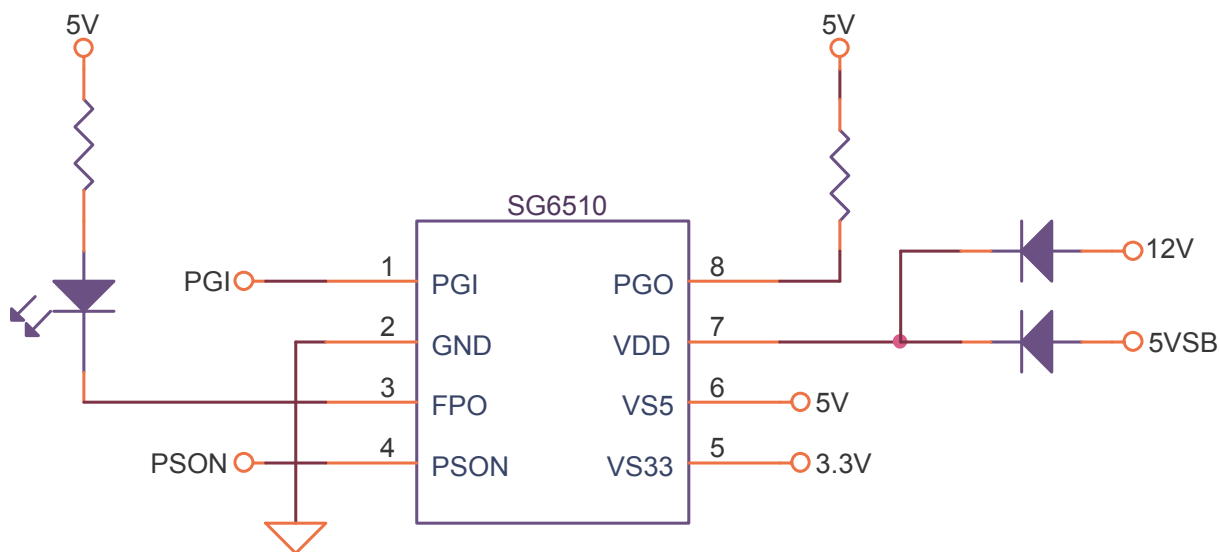 5V
5V
SG6510
PGI
1
PGI
PGO
8
12V
2
GND
VDD
7
5VSB
3
FPO
VS5
6
5V
PSON
4
PSON
VS33
5
3.3V